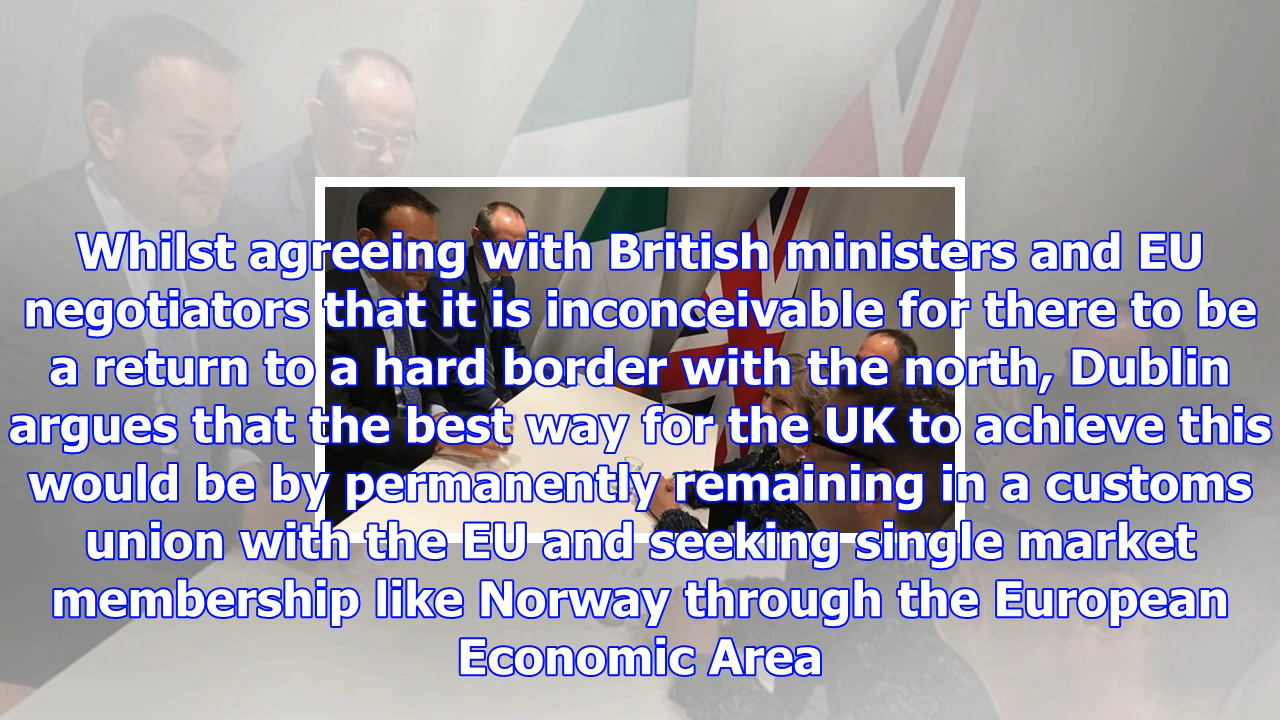 Whilst agreeing with British ministers and EU
negotiators that it is inconceivable for there to be
a return to a hard border with the north, Dublin
argues that the best way for the UK to achieve this
would be by permanently remaining in a customs
union with the EU and seeking single market
membership like Norway through the European
Economic Area